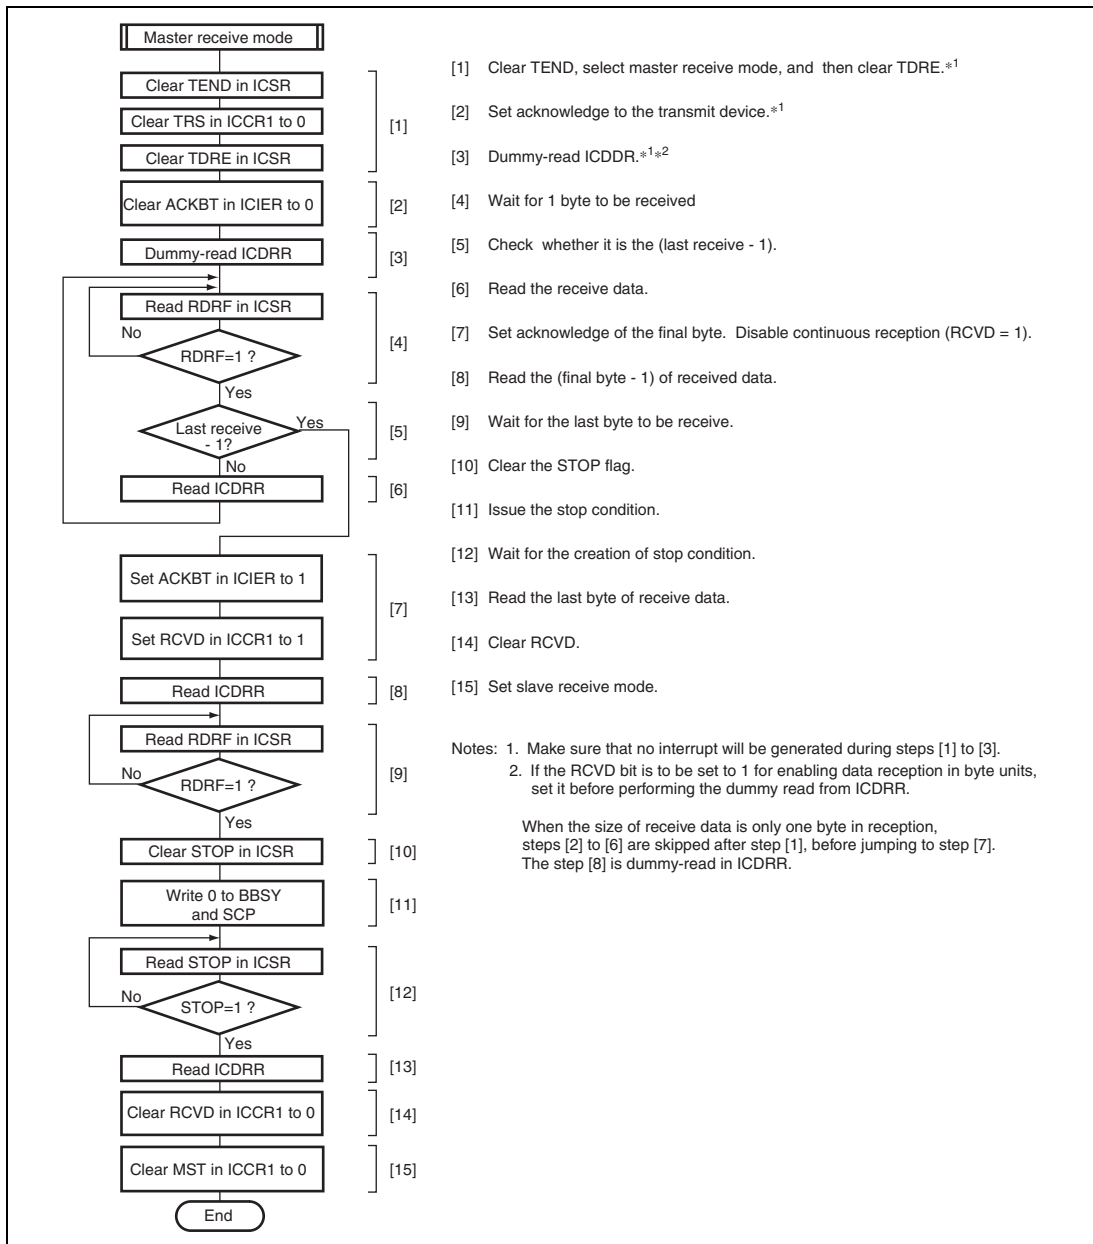 Master receive mode
Clear TEND in ICSR
Clear TRS in ICCR1 to 0
Clear TDRE in ICSR
[1]
Clear ACKBT in ICIER to 0
[2]
Dummy-read ICDRR
[3]
Read RDRF in ICSR
No
RDRF=1 ?
[4]
Yes
Last receive
- 1?
Yes
[5]
No
Read ICDRR
[6]
Set ACKBT in ICIER to 1
[7]
Set RCVD in ICCR1 to 1
Read ICDRR
[8]
Read RDRF in ICSR
No
RDRF=1 ?
[9]
Yes
Clear STOP in ICSR
[10]
Write 0 to BBSY
and SCP
[11]
Read STOP in ICSR
No
STOP=1 ?
[12]
Yes
Read ICDRR
[13]
Clear RCVD in ICCR1 to 0
[14]
Clear MST in ICCR1 to 0
[15]
End
[1] Clear TEND, select master receive mode, and then clear TDRE.*1
[2] Set acknowledge to the transmit device.*1
[3] Dummy-read ICDDR.*1*2
[4] Wait for 1 byte to be received
[5] Check whether it is the (last receive - 1).
[6] Read the receive data.
[7] Set acknowledge of the final byte. Disable continuous reception (RCVD = 1).
[8] Read the (final byte - 1) of received data.
[9] Wait for the last byte to be receive.
[10] Clear the STOP flag.
[11] Issue the stop condition.
[12] Wait for the creation of stop condition.
[13] Read the last byte of receive data.
[14] Clear RCVD.
[15] Set slave receive mode.
Notes: 1. Make sure that no interrupt will be generated during steps [1] to [3].
2. If the RCVD bit is to be set to 1 for enabling data reception in byte units,
set it before performing the dummy read from ICDRR.
When the size of receive data is only one byte in reception,
steps [2] to [6] are skipped after step [1], before jumping to step [7].
The step [8] is dummy-read in ICDRR.